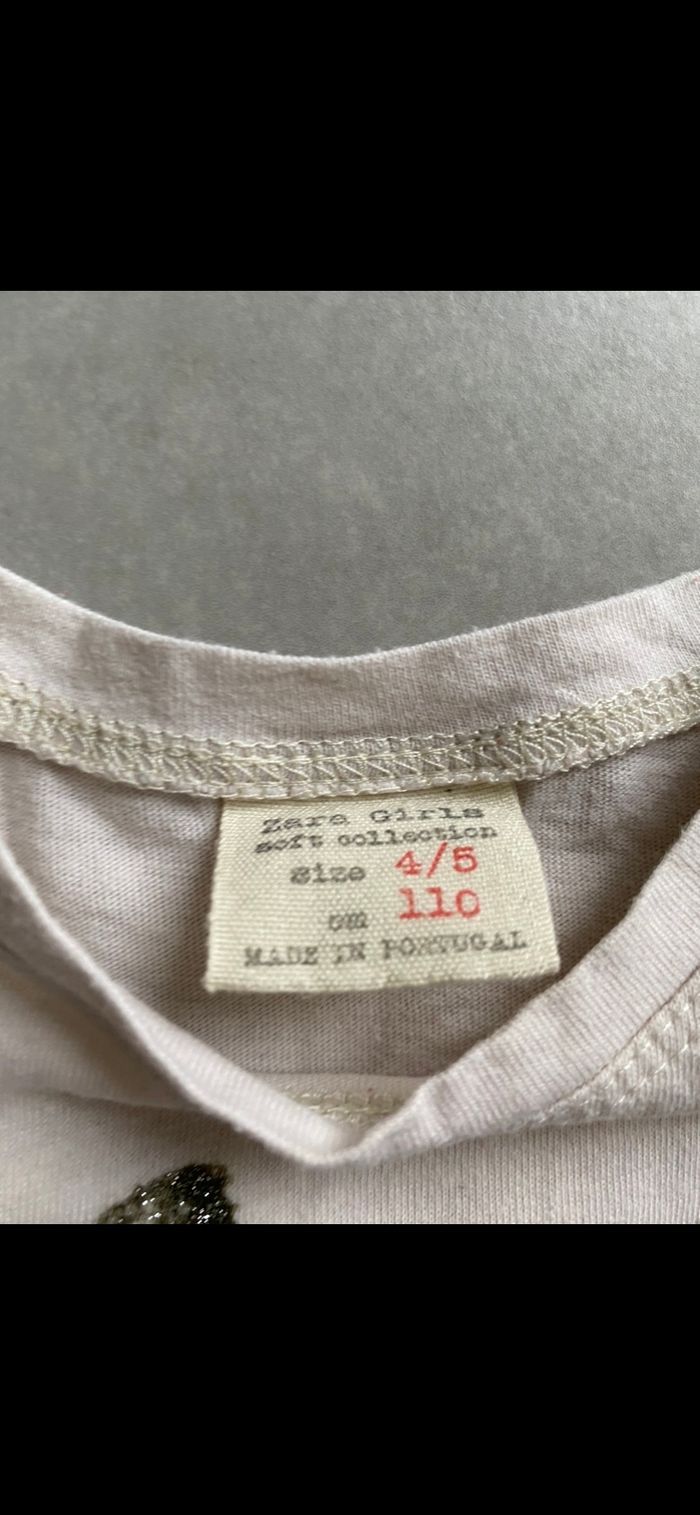 Zara Girls
soft collection
size 4/5
cm 110
MADE IN PORTUGAL